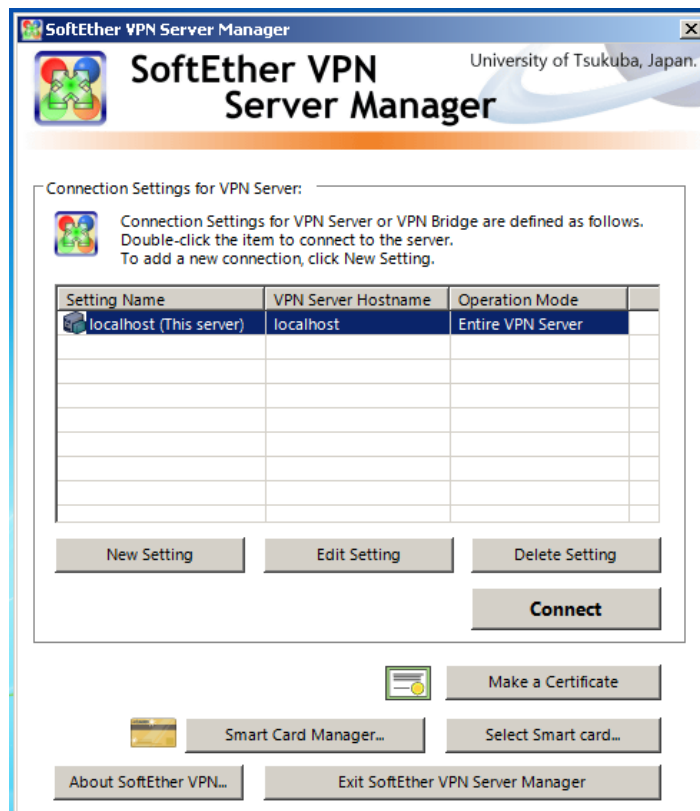 SoftEther VPN Server Manager
SoftEther VPN
Server Manager
University of Tsukuba, Japan.
Connection Settings for VPN Server:
Connection Settings for VPN Server or VPN Bridge are defined as follows.
Double-click the item to connect to the server.
To add a new connection, click New Setting.
Setting Name VPN Server Hostname Operation Mode
localhost (This server) localhost Entire VPN Server
New Setting Edit Setting Delete Setting
Connect
Make a Certificate
Smart Card Manager... Select Smart card...
About SoftEther VPN... Exit SoftEther VPN Server Manager